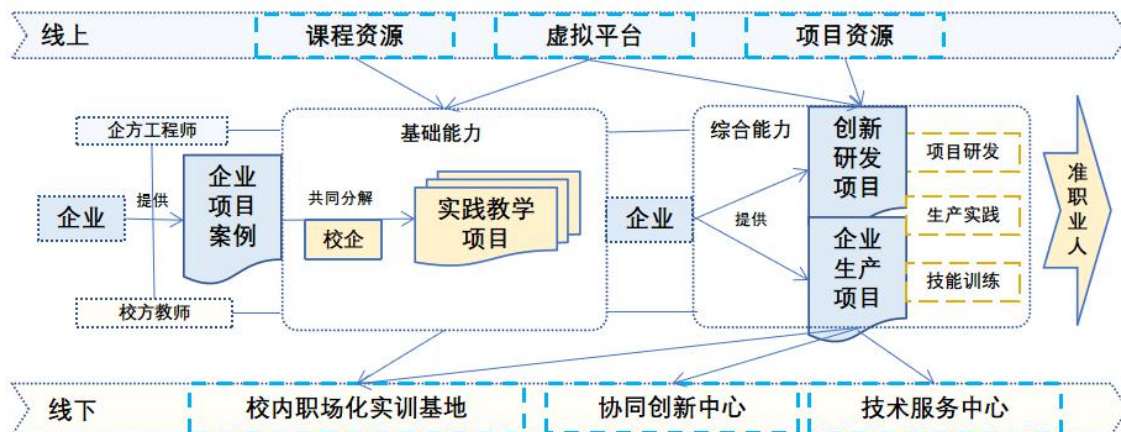 线上
课程资源
虚拟平台
项目资源
企方工程师
基础能力
综合能力
创新
研发
项目
项目研发
企业
提供
企业
项目
案例
共同分解
校企
实践教学
项目
企业
提供
生产实践
企业
生产
项目
技能训练
校方教师
准职业人
线下
校内职场化实训基地
协同创新中心
技术服务中心